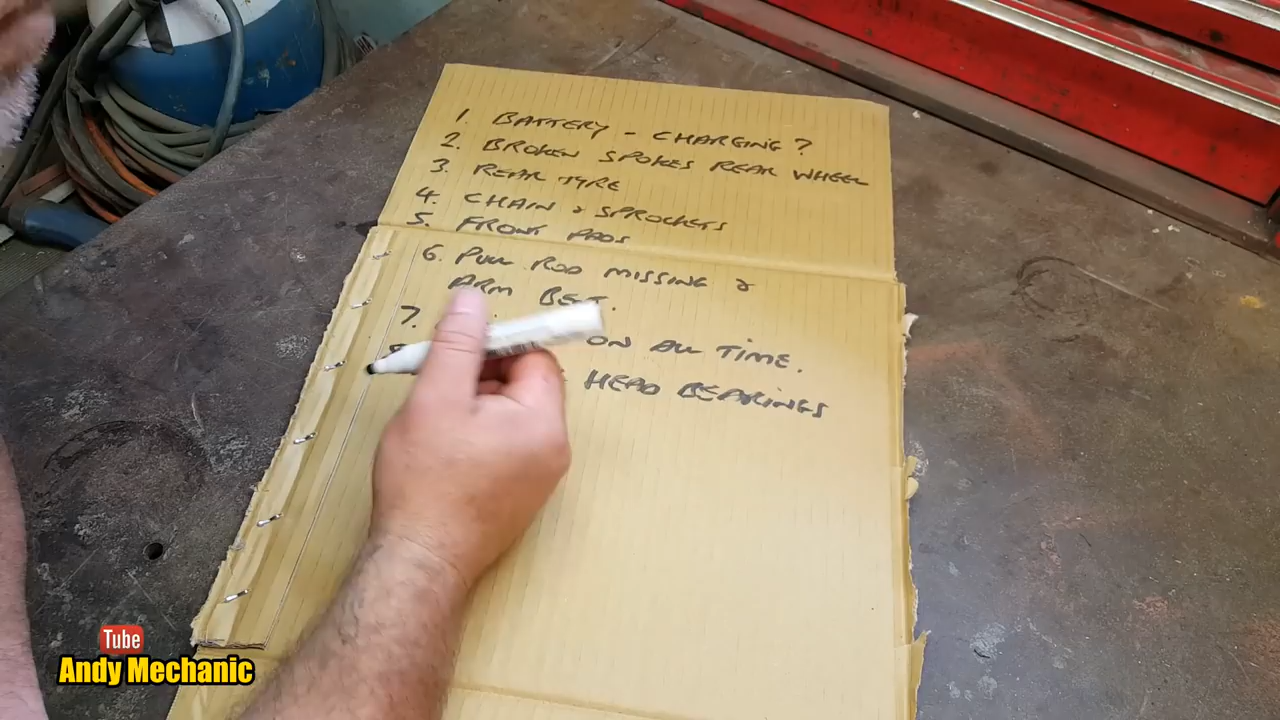 1 BATTERY - CHARGING?
2. BROKEN SPOKES REAR WHEEL
3. REAR TYRE
4. CHAIN & SPROCKETS
5. FRONT PADS
6. PULL ROD MISSING &
ARM BENT.
7. ON ALL TIME.
HEAD BEARINGS
Tube
Andy Mechanic